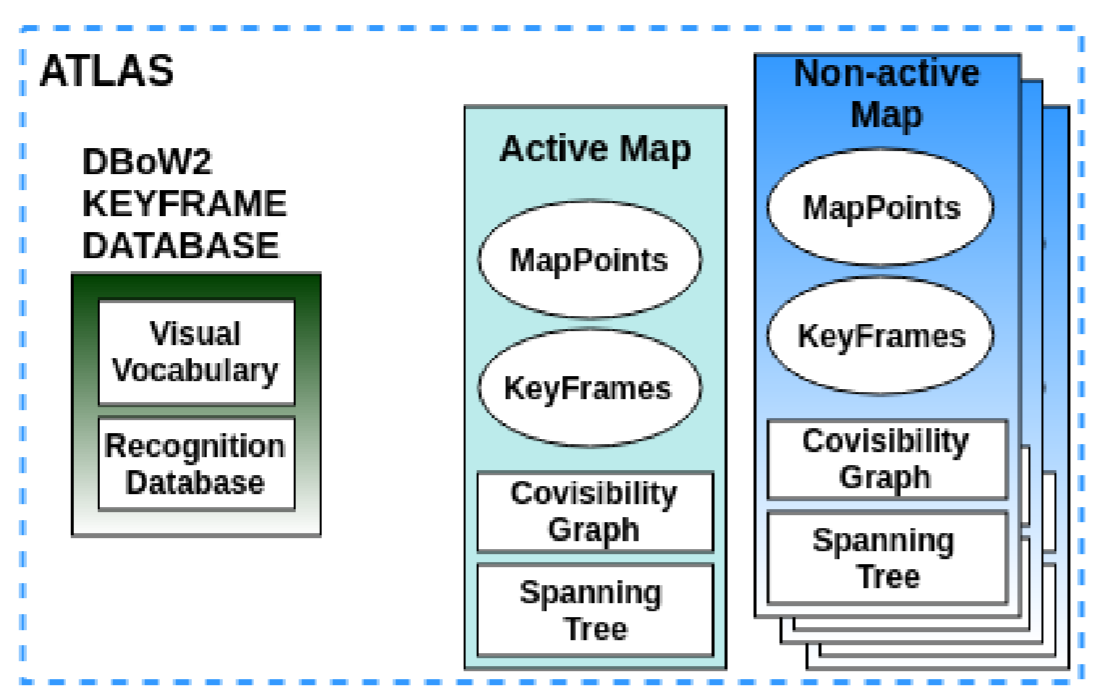 ATLAS
DBoW2
KEYFRAME
DATABASE
Visual
Vocabulary
Recognition
Database
Active Map
MapPoints
KeyFrames
Covisibility
Graph
Spanning
Tree
Non-active
Map
MapPoints
KeyFrames
Covisibility
Graph
Spanning
Tree